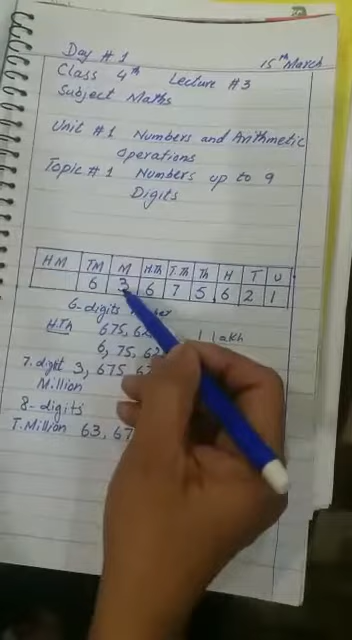 Day # 1
15th March
Class 4th Lecture # 3
Subject Maths
Unit # 1 Numbers and Arithmetic
Operations
Topic # 1 Numbers up to 9
Digits
HM TM M H.Th T.Th Th H T U
6 3 6 7 5 6 2 1
6-digits
H.Th 675, 62 1 lakh
6, 75, 62
7.digit 3, 675
Million
8-digits
T.Million 63, 67